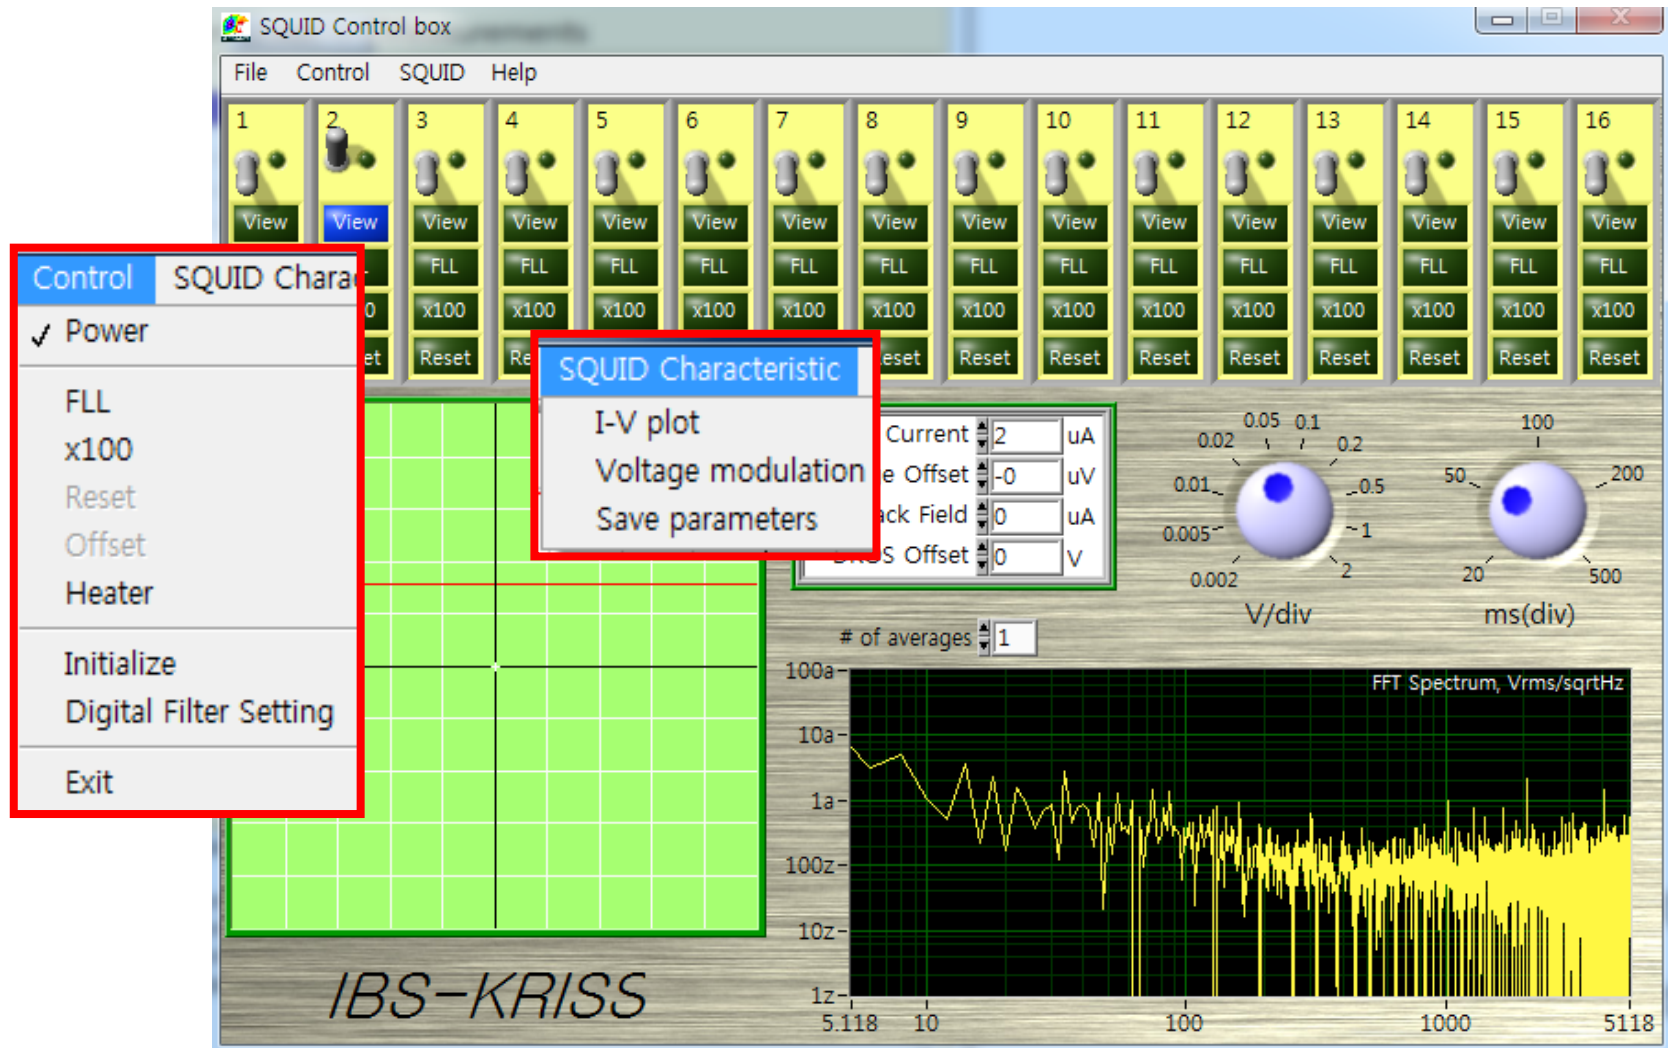 SQUID Control box
File Control SQUID Help
1 2 3 4 5 6 7 8 9 10 11 12 13 14 15 16
View View View View View View View View View View View View View View View View
FLL FLL FLL FLL FLL FLL FLL FLL FLL FLL FLL FLL FLL FLL
x100 x100 x100 x100 x100 x100 x100 x100 x100 x100 x100 x100 x100 x100
Reset Reset Reset Reset Reset Reset Reset Reset Reset
Control SQUID Charac
Power
FLL
x100
Reset
Offset
Heater
Initialize
Digital Filter Setting
Exit
SQUID Characteristic
I-V plot
Voltage modulation
Save parameters
Current 2 uA
e Offset -0 uV
ack Field 0 uA
S Offset 0 V
# of averages 1
0.002 0.005 0.01 0.02 0.05 0.1 0.2 0.5 1 2
V/div
20 50 100 200 500
ms(div)
FFT Spectrum, Vrms/sqrtHz
100a
10a
1a
100z
10z
1z
5.118 10 100 1000 5118
IBS-KRISS